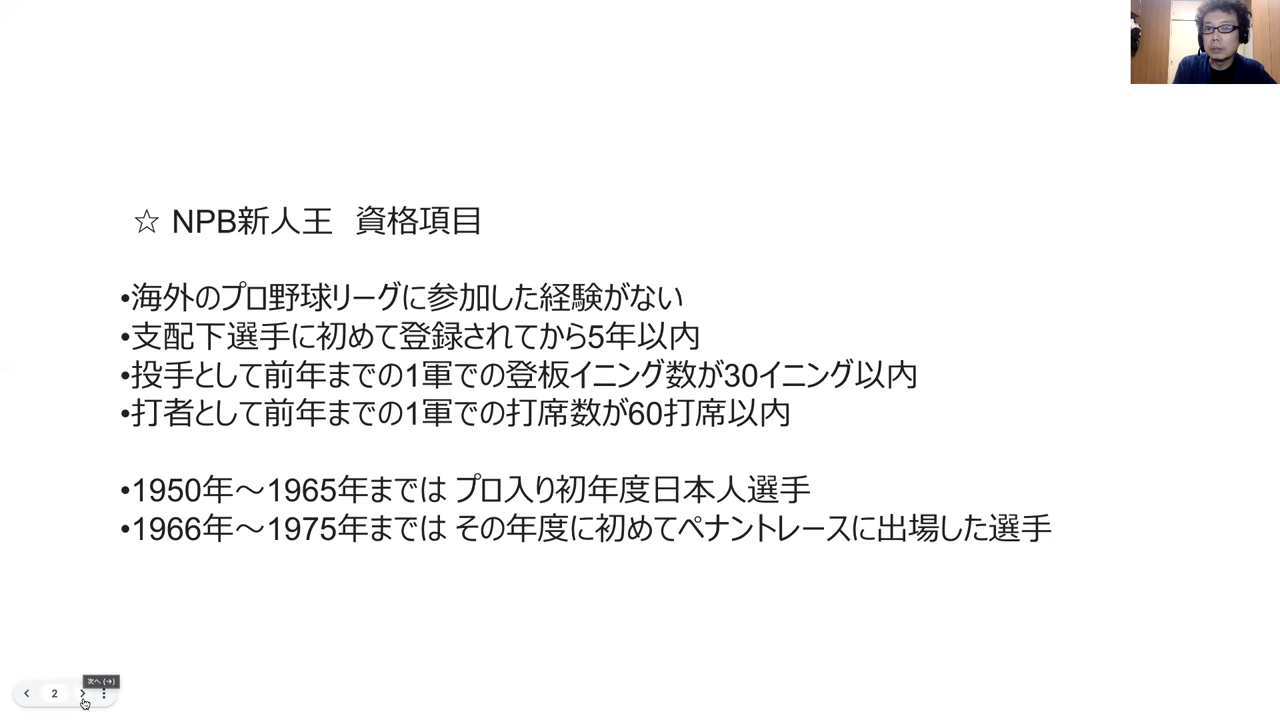 ☆ NPB新人王　資格項目
•海外のプロ野球リーグに参加した経験がない
•支配下選手に初めて登録されてから5年以内
•投手として前年までの1軍での登板イニング数が30イニング以内
•打者として前年までの1軍での打席数が60打席以内
•1950年～1965年までは プロ入り初年度日本人選手
•1966年～1975年までは その年度に初めてペナントレースに出場した選手
次へ (→)
2